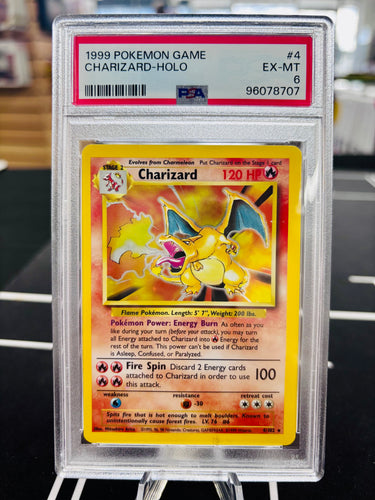 1999 POKEMON GAME #4
CHARIZARD-HOLO EX-MT
6
PSA 96078707
STAGE 2
Evolves from Charmeleon Put Charizard on the Stage 1 card
Charizard 120 HP
Flame Pokémon. Length: 5' 7", Weight: 200 lbs.
Pokémon Power: Energy Burn As often as you
like during your turn (before your attack), you may turn
all Energy attached to Charizard into Energy for the
rest of the turn. This power can't be used if Charizard
is Asleep, Confused, or Paralyzed.
Fire Spin Discard 2 Energy cards
attached to Charizard in order to use
this attack.
100
weakness resistance retreat cost
-30
Spits fire that is hot enough to melt boulders. Known to
unintentionally cause forest fires. LV. 76 #6
4/102